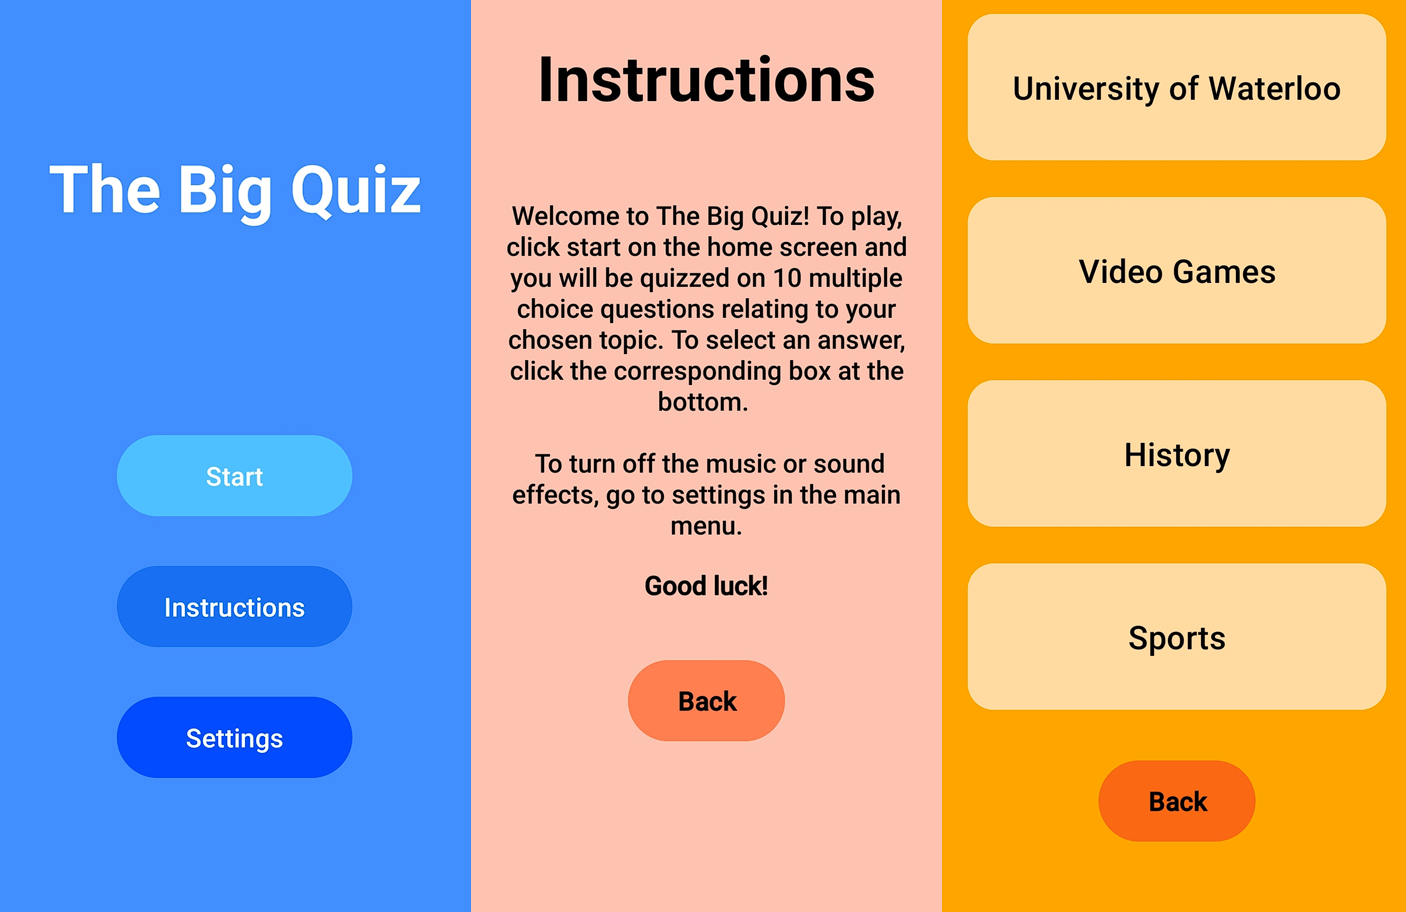 The Big Quiz
Start
Instructions
Settings
Instructions
Welcome to The Big Quiz! To play,
click start on the home screen and
you will be quizzed on 10 multiple
choice questions relating to your
chosen topic. To select an answer,
click the corresponding box at the
bottom.
To turn off the music or sound
effects, go to settings in the main
menu.
Good luck!
Back
University of Waterloo
Video Games
History
Sports
Back